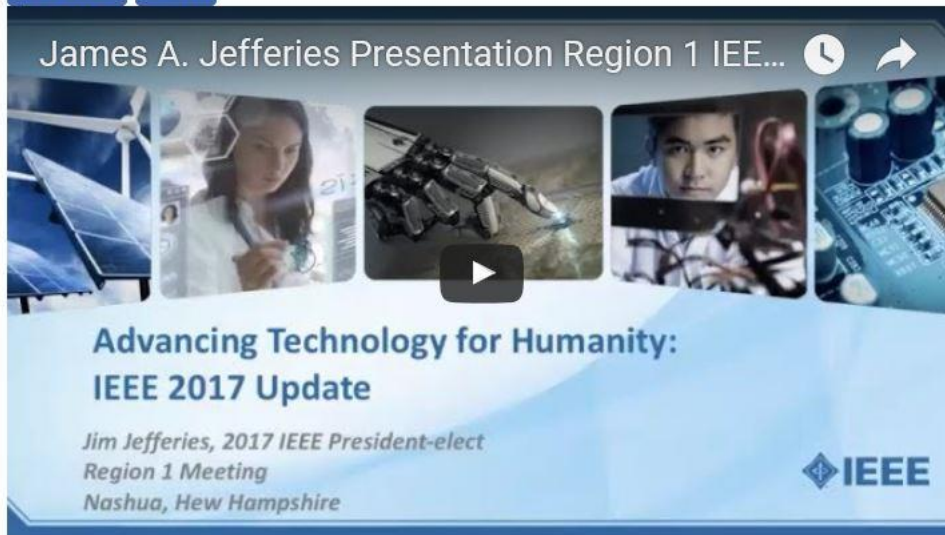 James A. Jefferies Presentation Region 1 IEE...
Advancing Technology for Humanity:
IEEE 2017 Update
Jim Jefferies, 2017 IEEE President-elect
Region 1 Meeting
Nashua, Hew Hampshire
IEEE